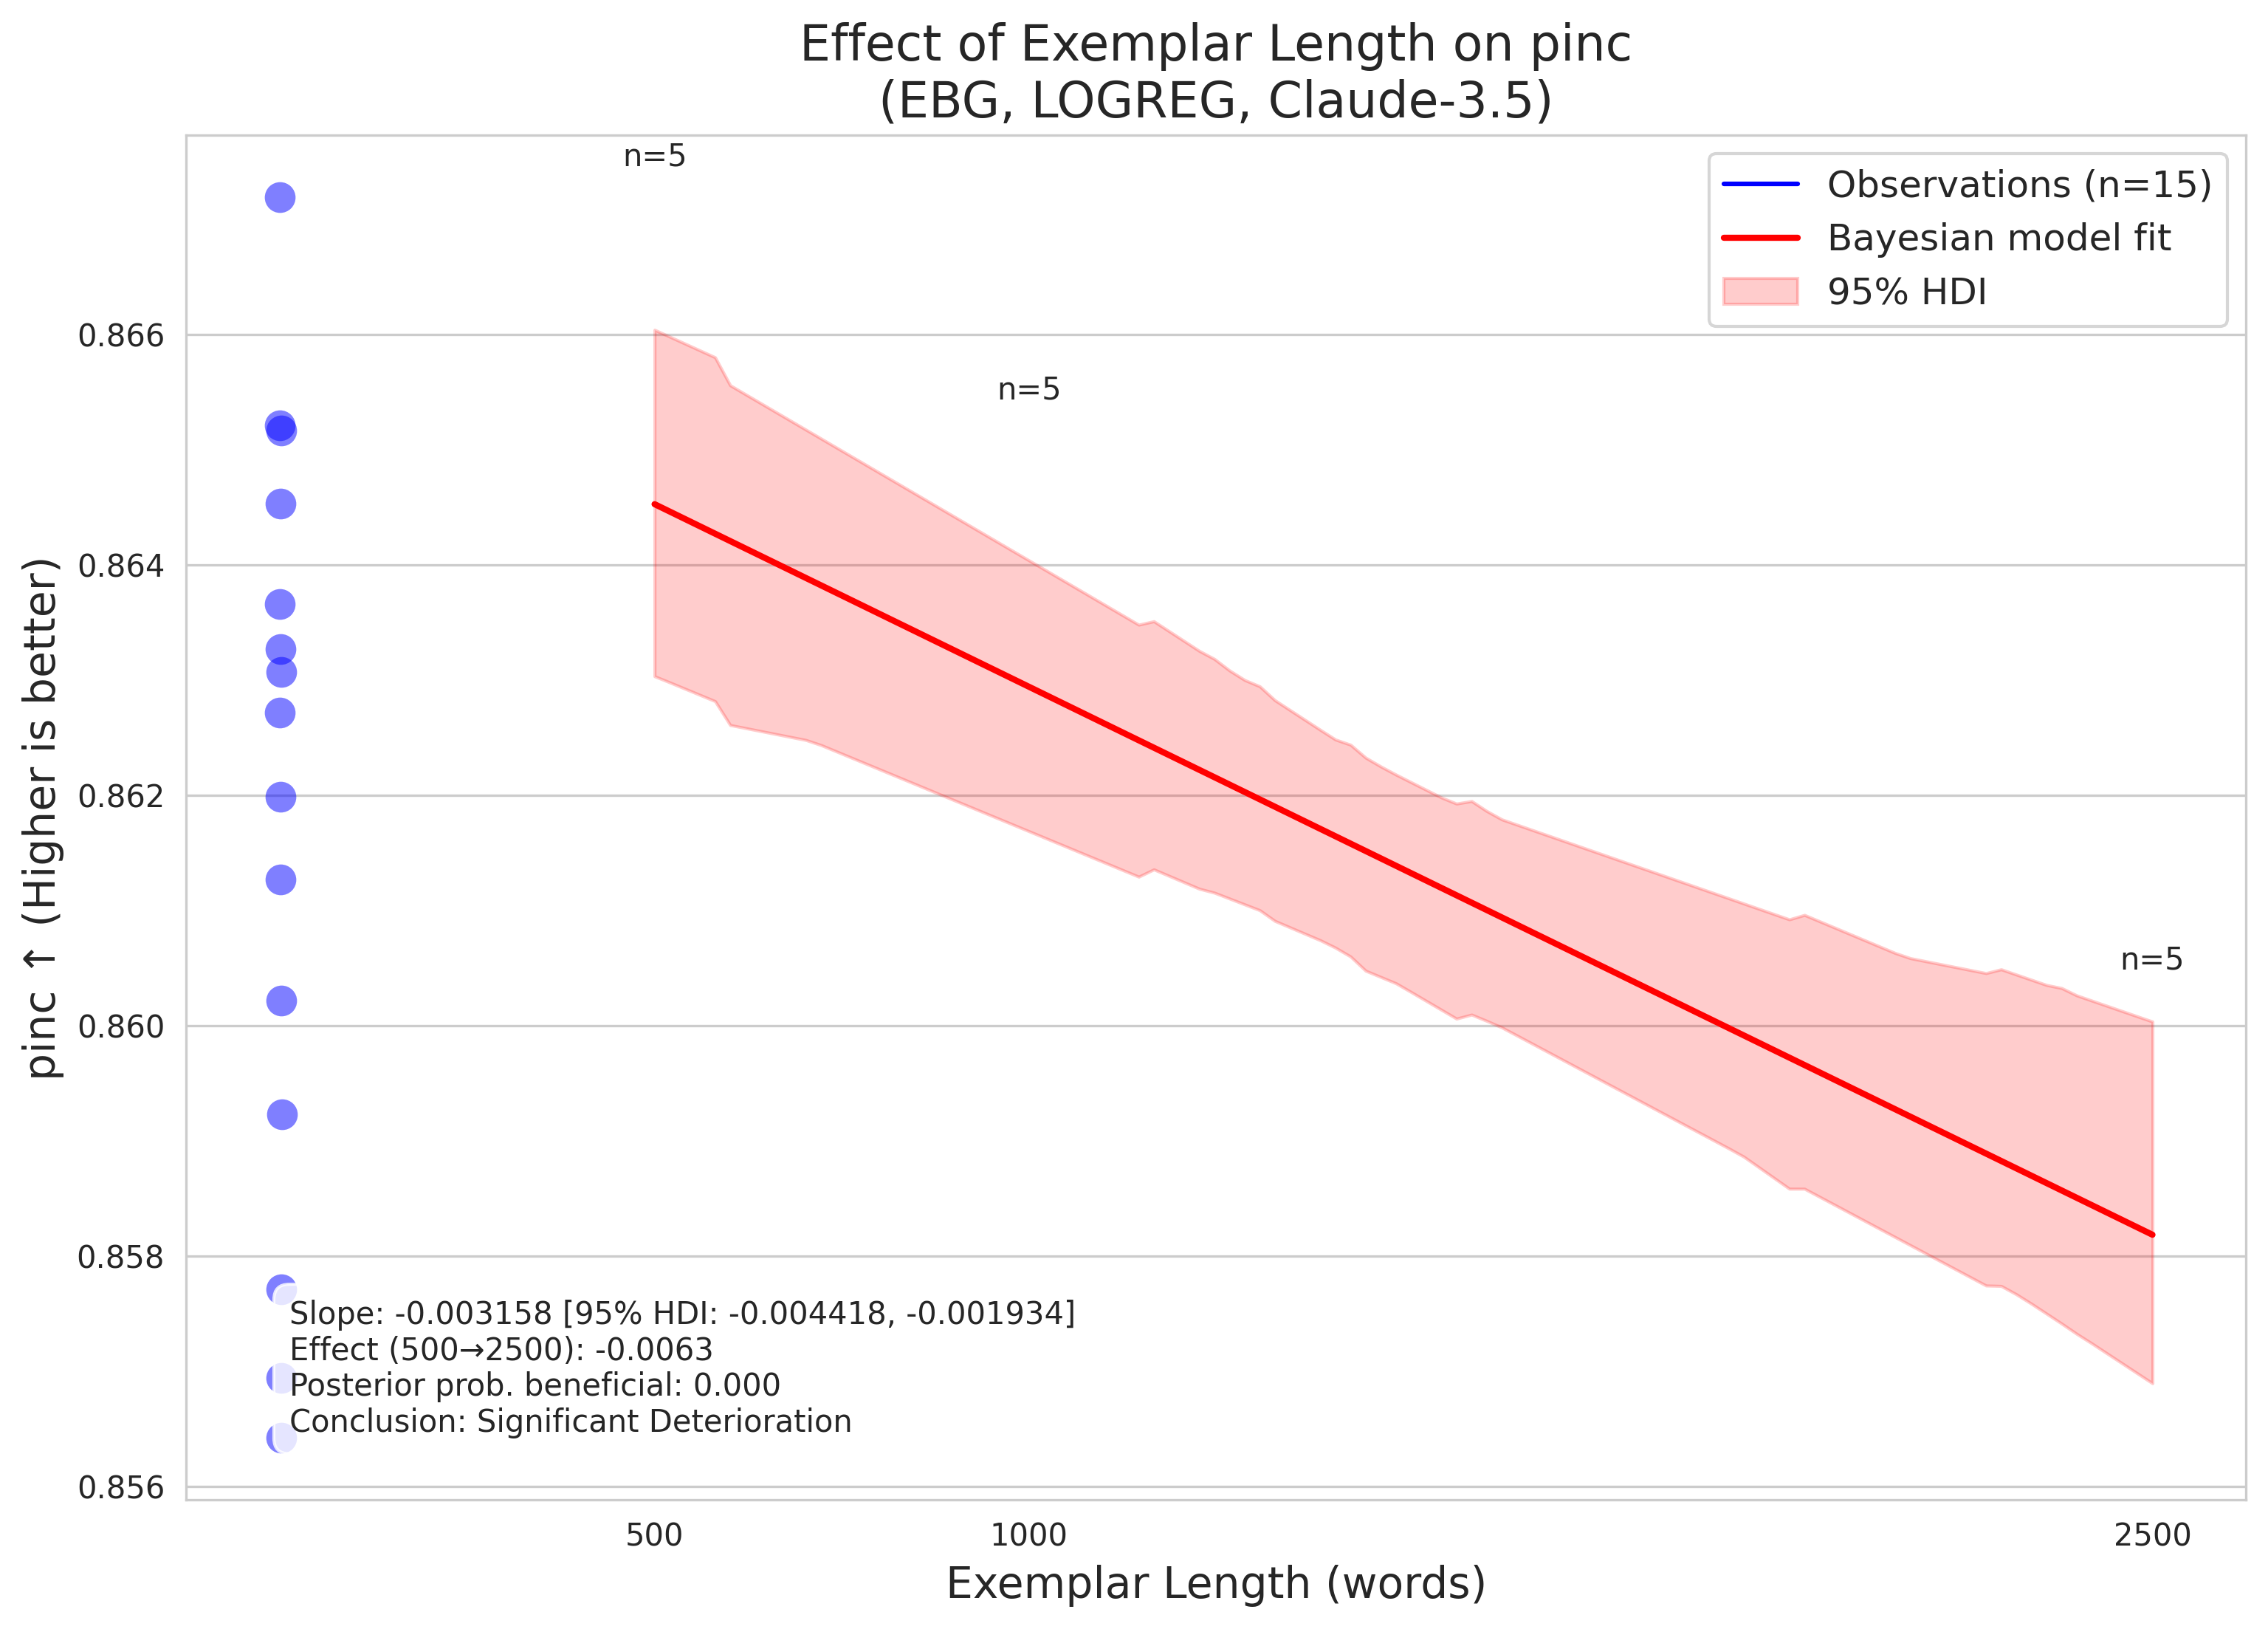 Effect of Exemplar Length on pinc
(EBG, LOGREG, Claude-3.5)
n=5
n=5
n=5
Observations (n=15)
Bayesian model fit
95% HDI
pinc ↑ (Higher is better)
0.866
0.864
0.862
0.860
0.858
0.856
Slope: -0.003158 [95% HDI: -0.004418, -0.001934]
Effect (500→2500): -0.0063
Posterior prob. beneficial: 0.000
Conclusion: Significant Deterioration
500
1000
2500
Exemplar Length (words)